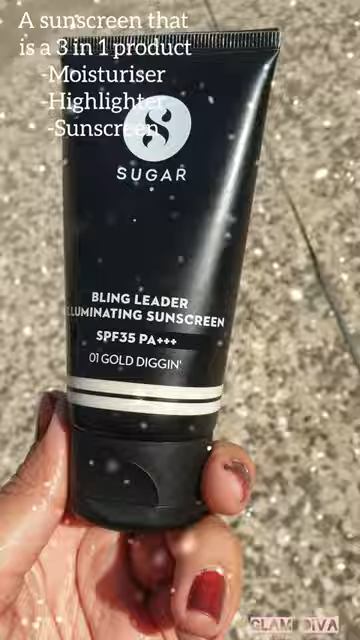 A sunscreen that
is a 3 in 1 product
-Moisturiser
-Highlighter
-Sunscreen
SUGAR
BLING LEADER
ILLUMINATING SUNSCREEN
SPF35 PA+++
01 GOLD DIGGIN'
GLAM DIVA